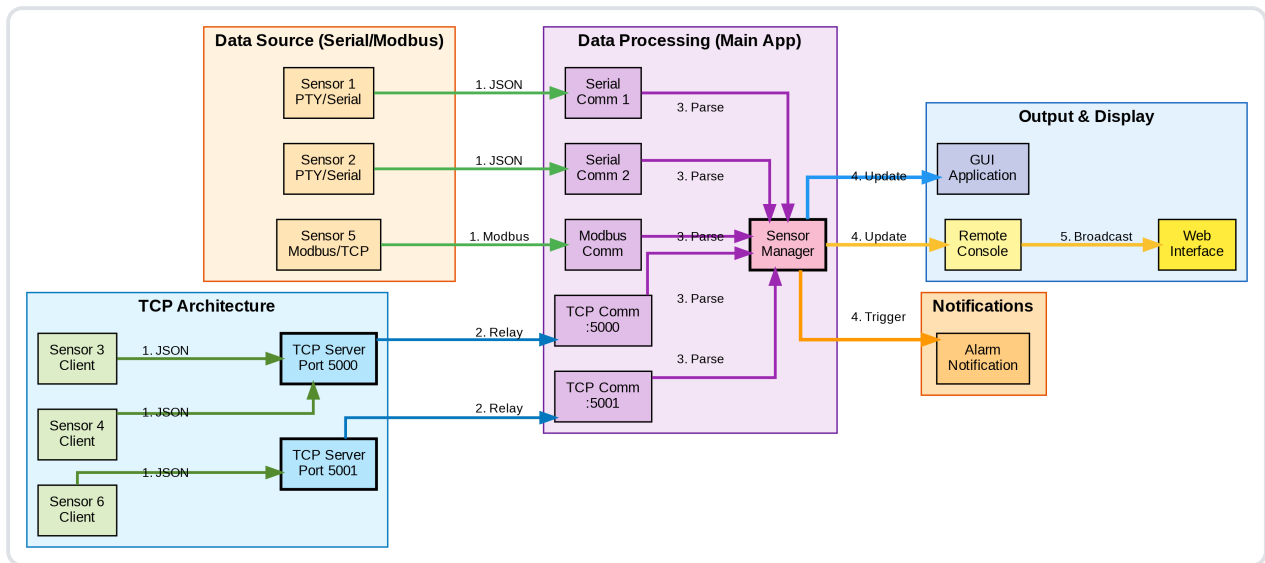 Data Source (Serial/Modbus)
Sensor 1
PTY/Serial
Sensor 2
PTY/Serial
Sensor 5
Modbus/TCP
1. JSON
1. JSON
1. Modbus
TCP Architecture
Sensor 3
Client
Sensor 4
Client
Sensor 6
Client
1. JSON
1. JSON
1. JSON
TCP Server
Port 5000
TCP Server
Port 5001
2. Relay
2. Relay
Data Processing (Main App)
Serial
Comm 1
Serial
Comm 2
Modbus
Comm
TCP Comm
:5000
TCP Comm
:5001
3. Parse
3. Parse
3. Parse
3. Parse
3. Parse
Sensor
Manager
4. Update
4. Update
4. Trigger
Output & Display
GUI
Application
Remote
Console
5. Broadcast
Web
Interface
Notifications
Alarm
Notification